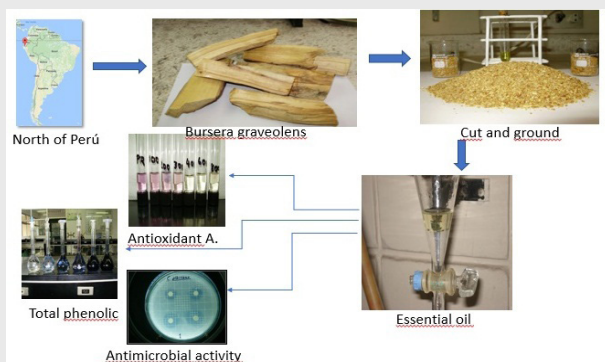 North of Perú
Bursera graveolens
Cut and ground
Antioxidant A.
Total phenolic
Essential oil
Antimicrobial activity